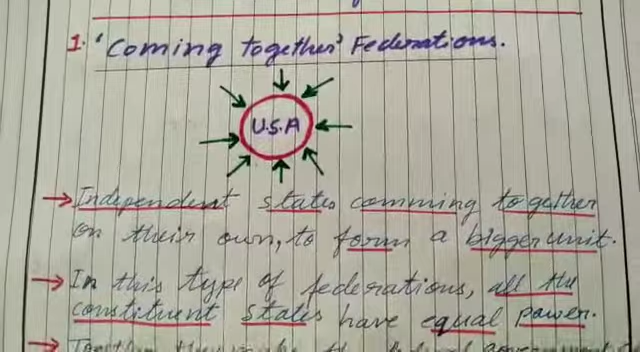 1. 'Coming together' Federations.
U.S.A
→ Independent states comming together
on their own, to form a bigger unit.
→ In this type of federations, all the
constituent states have equal power.
→